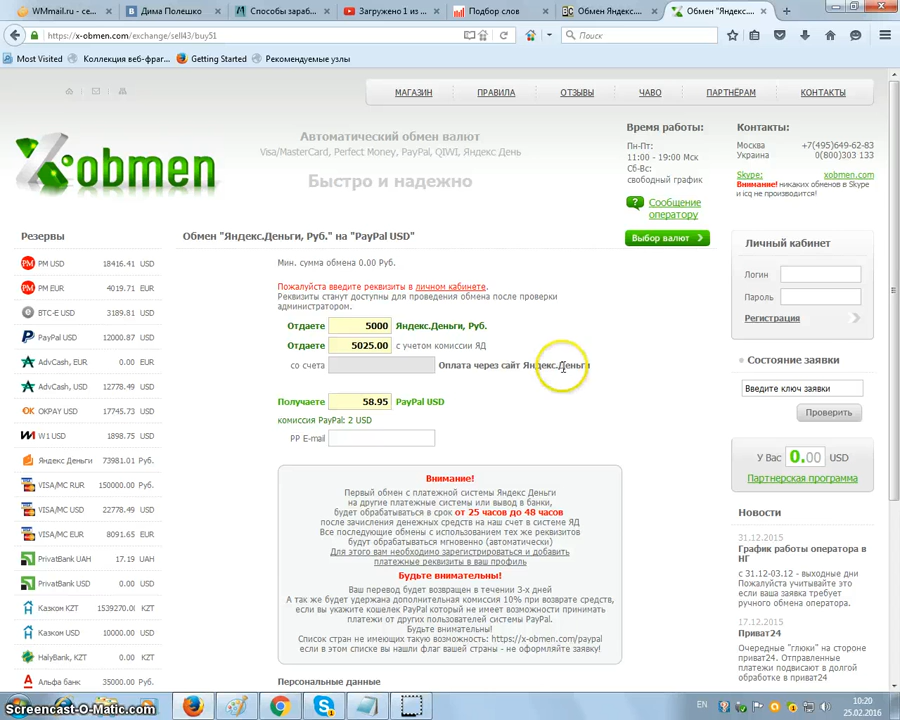 WMmail.ru - се...
Дима Полешко
Способы зараб...
Загружено 1 из ...
Подбор слов
Обмен Яндекс....
Обмен "Яндекс.Д...
https://x-obmen.com/exchange/sell43/buy51
Поиск
Most Visited
Коллекция веб-фраг...
Getting Started
Рекомендуемые узлы
МАГАЗИН
ПРАВИЛА
ОТЗЫВЫ
ЧАВО
ПАРТНЁРАМ
КОНТАКТЫ
X-obmen
Автоматический обмен валют
Visa/MasterCard, Perfect Money, PayPal, QIWI, Яндекс День
Быстро и надежно
Время работы:
Пн-Пт:
11:00 - 19:00 Мск
Сб-Вс:
свободный график
Сообщение
оператору
Выбор валют
Контакты:
Москва +7(495)649-62-83
Украина 0(800)303 133
Skype: xobmen.com
Внимание! никаких обменов в Skype
и icq не производится!
Резервы
PM USD 18416.41 USD
PM EUR 4019.71 EUR
BTC-E USD 3189.81 USD
PayPal USD 12000.87 USD
AdvCash, EUR 0.00 EUR
AdvCash, USD 12778.49 USD
OKPAY USD 17745.73 USD
W1 USD 1898.75 USD
Яндекс Деньги 73981.01 Руб.
VISA/MC RUR 150000.00 Руб.
VISA/MC USD 22778.49 USD
VISA/MC EUR 8091.65 EUR
PrivatBank UAH 17.19 UAH
PrivatBank USD 0.00 USD
Казком KZT 1539270.00 KZT
Казком USD 10000.00 USD
HalyBank, KZT 0.00 KZT
Альфа банк 35000.00 Руб.
Обмен "Яндекс.Деньги, Руб." на "PayPal USD"
Мин. сумма обмена 0.00 Руб.
Пожалуйста введите реквизиты в личном кабинете.
Реквизиты станут доступны для проведения обмена после проверки
администратором.
Отдаете 5000 Яндекс.Деньги, Руб.
Отдаете 5025.00 с учетом комиссии ЯД
со счета Оплата через сайт Яндекс.Деньги
Получаете 58.95 PayPal USD
комиссия PayPal: 2 USD
PP E-mail
Внимание!
Первый обмен с платежной системы Яндекс Деньги
на другие платежные системы или вывод в банки,
будет обрабатываться в срок от 25 часов до 48 часов
после зачисления денежных средств на наш счет в системе ЯД
Все последующие обмены с использованием тех же реквизитов
будут обрабатываться мгновенно (автоматически)
Для этого вам необходимо зарегистрироваться и добавить
платежные реквизиты в ваш профиль
Будьте внимательны!
Ваш перевод будет возвращен в течении 3-х дней
А так же будет удержана дополнительная комиссия 10% при возврате средств,
если вы укажите кошелек PayPal который не имеет возможности принимать
платежи от других пользователей системы PayPal.
Будьте внимательны!
Список стран не имеющих такую возможность: https://x-obmen.com/paypal
если в этом списке вы нашли флаг вашей страны - не оформляйте заявку!
Персональные данные
Личный кабинет
Логин
Пароль
Регистрация
Состояние заявки
Введите ключ заявки
Проверить
У Вас 0.00 USD
Партнерская программа
Новости
31.12.2015
График работы оператора в
НГ
с 31.12-03.12 - выходные дни
Пожалуйста учитывайте это
если ваша заявка требует
ручного обмена оператора.
17.12.2015
Приват24
Очередные "глюки" на стороне
приват24. Отправленные
платежи подвисают в долгой
обработке в приват24
Screencast-O-Matic.com
EN
10:20
25.02.2016